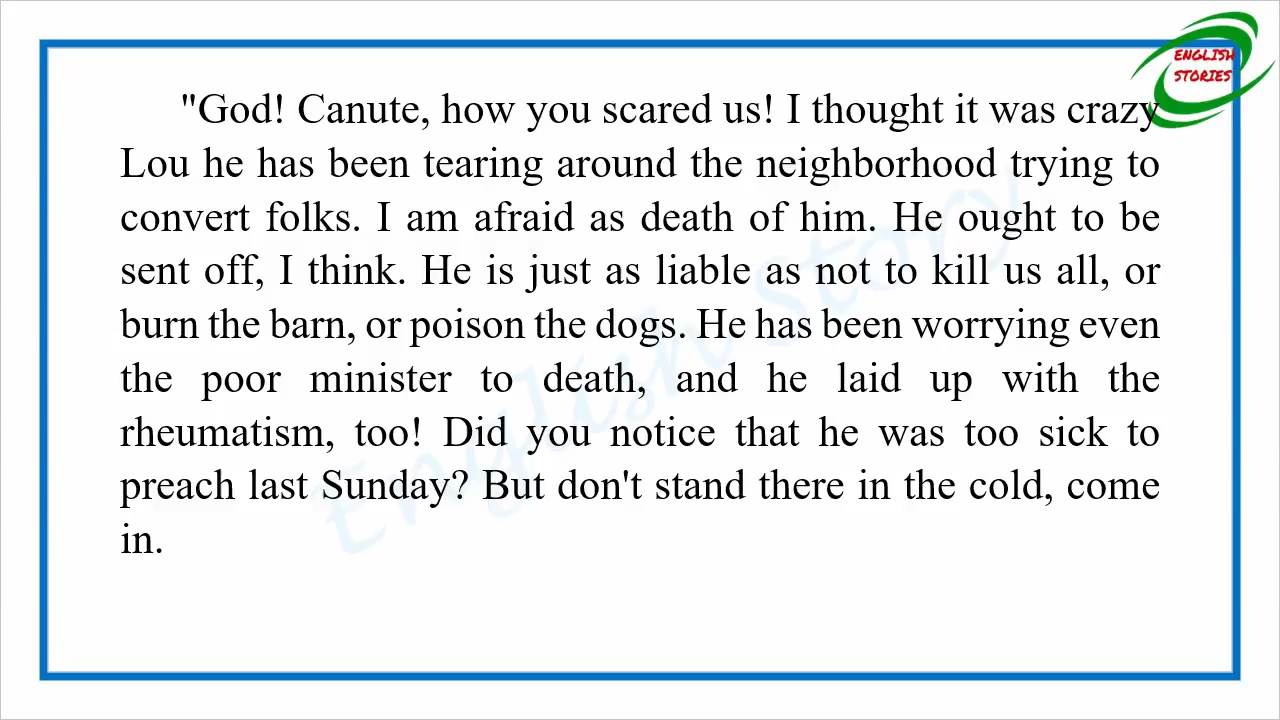 ENGLISH
STORIES
"God! Canute, how you scared us! I thought it was crazy
Lou he has been tearing around the neighborhood trying to
convert folks. I am afraid as death of him. He ought to be
sent off, I think. He is just as liable as not to kill us all, or
burn the barn, or poison the dogs. He has been worrying even
the poor minister to death, and he laid up with the
rheumatism, too! Did you notice that he was too sick to
preach last Sunday? But don't stand there in the cold, come
in.
English Story